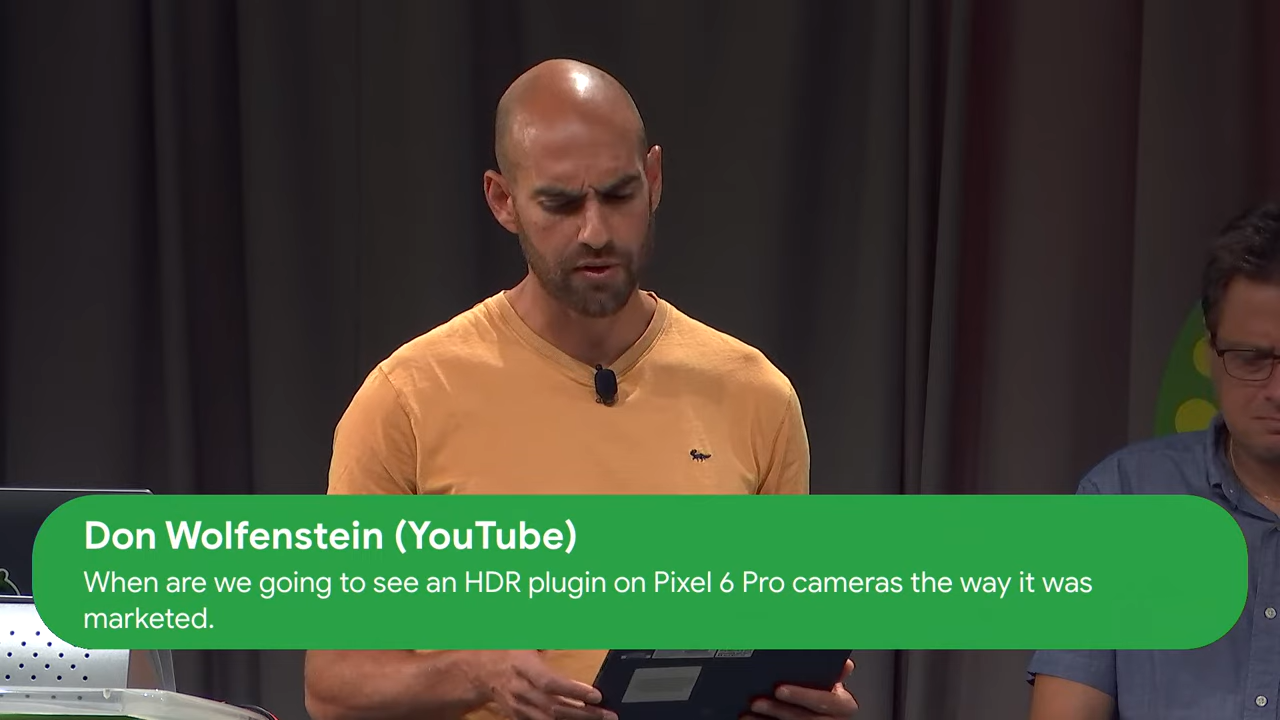 Don Wolfenstein (YouTube)
When are we going to see an HDR plugin on Pixel 6 Pro cameras the way it was
marketed.